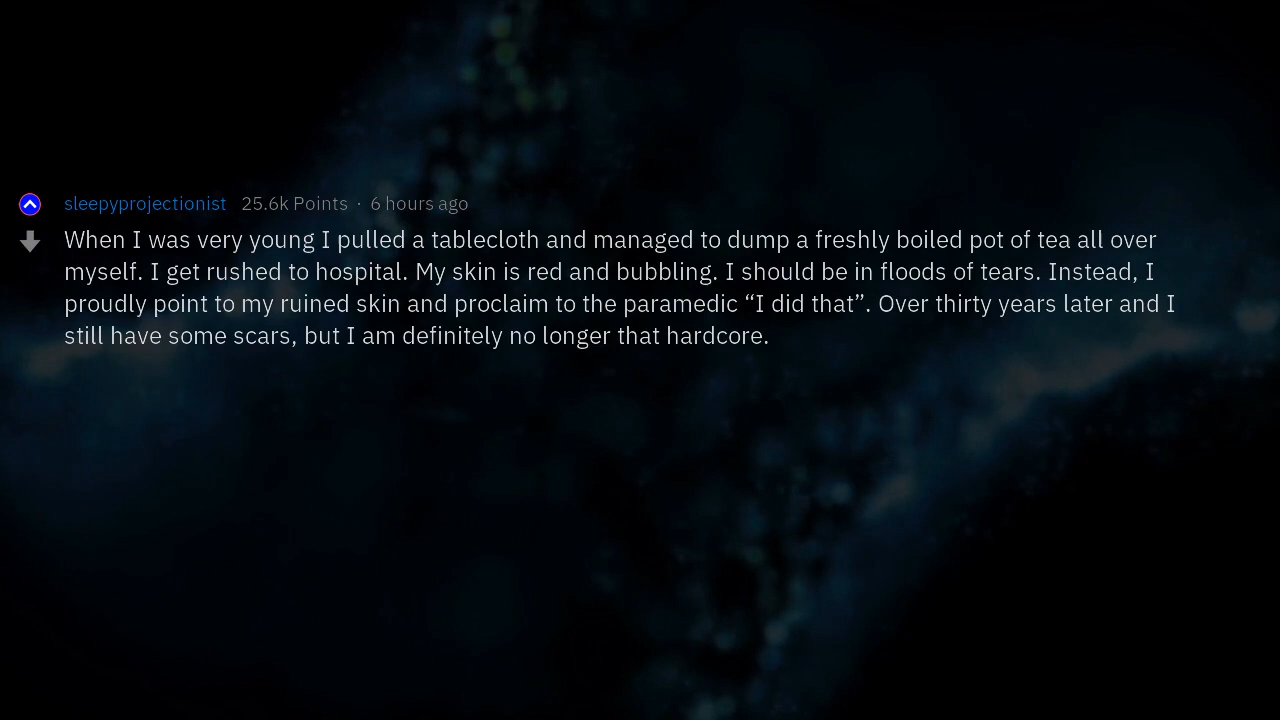 sleepyprojectionist 25.6k Points · 6 hours ago
When I was very young I pulled a tablecloth and managed to dump a freshly boiled pot of tea all over
myself. I get rushed to hospital. My skin is red and bubbling. I should be in floods of tears. Instead, I
proudly point to my ruined skin and proclaim to the paramedic “I did that”. Over thirty years later and I
still have some scars, but I am definitely no longer that hardcore.